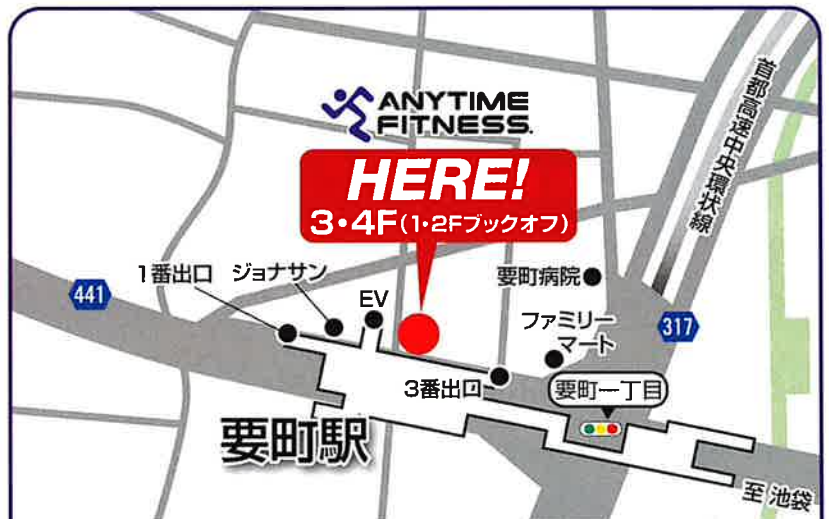 ANYTIME
FITNESS.
HERE!
3・4F(1・2Fブックオフ)
首都高速中央環状線
441
1番出口
ジョナサン
EV
要町病院
ファミリー
マート
317
3番出口
要町一丁目
要町駅
至 池袋